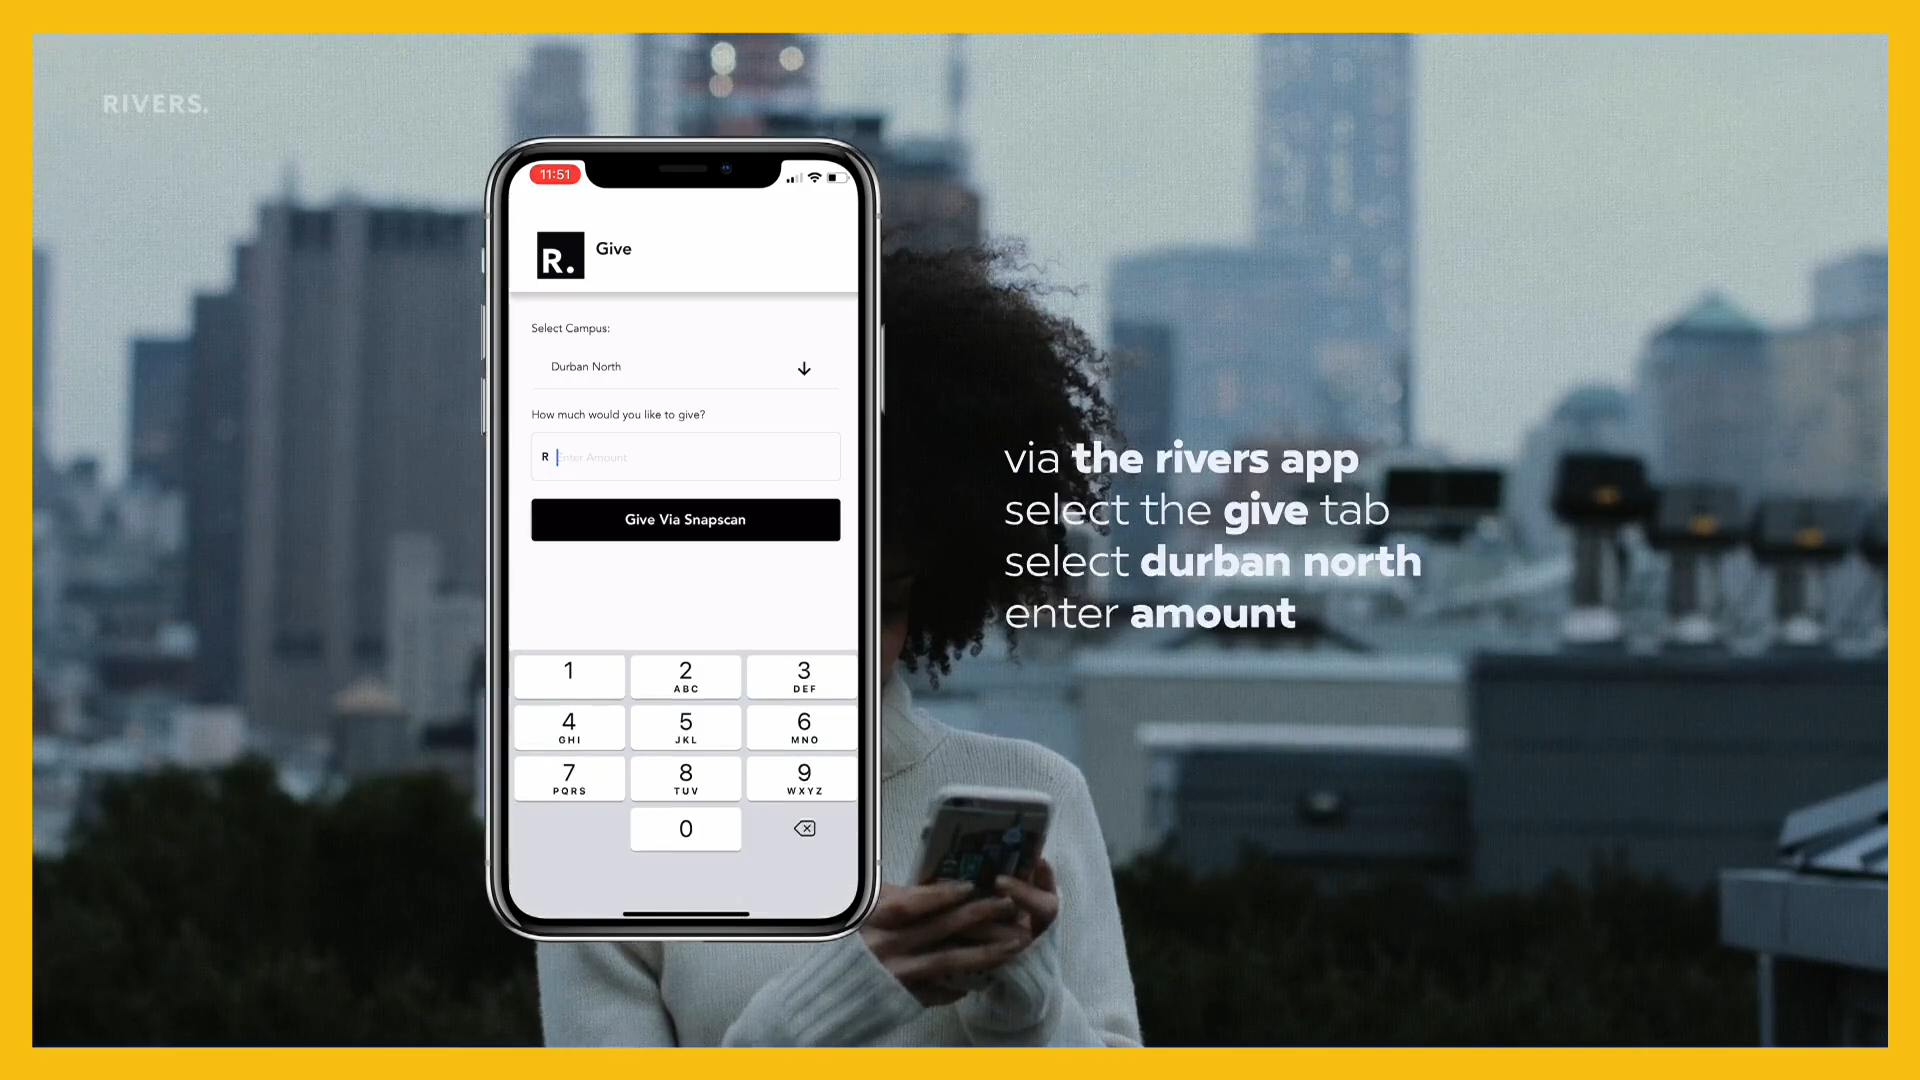 RIVERS.
11:51
R.
Give
Select Campus:
Durban North
How much would you like to give?
R Enter Amount
Give Via Snapscan
1
2
ABC
3
DEF
4
GHI
5
JKL
6
MNO
7
PQRS
8
TUV
9
WXYZ
0
via the rivers app
select the give tab
select durban north
enter amount